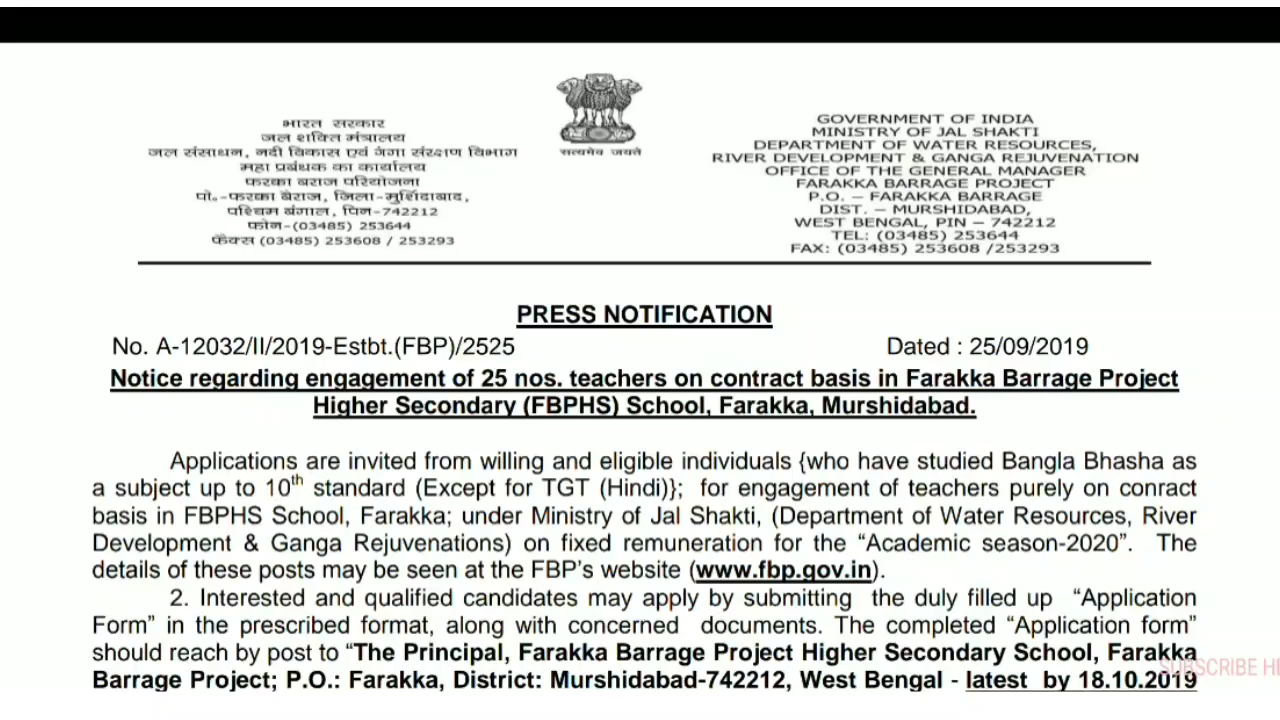 भारत सरकार
जल शक्ति मंत्रालय
जल संसाधन, नदी विकास एवं गंगा संरक्षण विभाग
महा प्रबंधक का कार्यालय
फरक्का बराज परियोजना
पो.-फरक्का बैराज, जिला-मुर्शिदाबाद,
पश्चिम बंगाल, पिन-742212
फोन-(03485) 253644
फैक्स (03485) 253608 / 253293
सत्यमेव जयते
GOVERNMENT OF INDIA
MINISTRY OF JAL SHAKTI
DEPARTMENT OF WATER RESOURCES,
RIVER DEVELOPMENT & GANGA REJUVENATION
OFFICE OF THE GENERAL MANAGER
FARAKKA BARRAGE PROJECT
P.O. – FARAKKA BARRAGE
DIST. – MURSHIDABAD,
WEST BENGAL, PIN – 742212
TEL: (03485) 253644
FAX: (03485) 253608 /253293
PRESS NOTIFICATION
No. A-12032/II/2019-Estbt.(FBP)/2525 Dated : 25/09/2019
Notice regarding engagement of 25 nos. teachers on contract basis in Farakka Barrage Project
Higher Secondary (FBPHS) School, Farakka, Murshidabad.
Applications are invited from willing and eligible individuals {who have studied Bangla Bhasha as
a subject up to 10th standard (Except for TGT (Hindi)}; for engagement of teachers purely on conract
basis in FBPHS School, Farakka; under Ministry of Jal Shakti, (Department of Water Resources, River
Development & Ganga Rejuvenations) on fixed remuneration for the “Academic season-2020”. The
details of these posts may be seen at the FBP’s website (www.fbp.gov.in).
2. Interested and qualified candidates may apply by submitting the duly filled up “Application
Form” in the prescribed format, along with concerned documents. The completed “Application form”
should reach by post to “The Principal, Farakka Barrage Project Higher Secondary School, Farakka
Barrage Project; P.O.: Farakka, District: Murshidabad-742212, West Bengal - latest by 18.10.2019
SUBSCRIBE